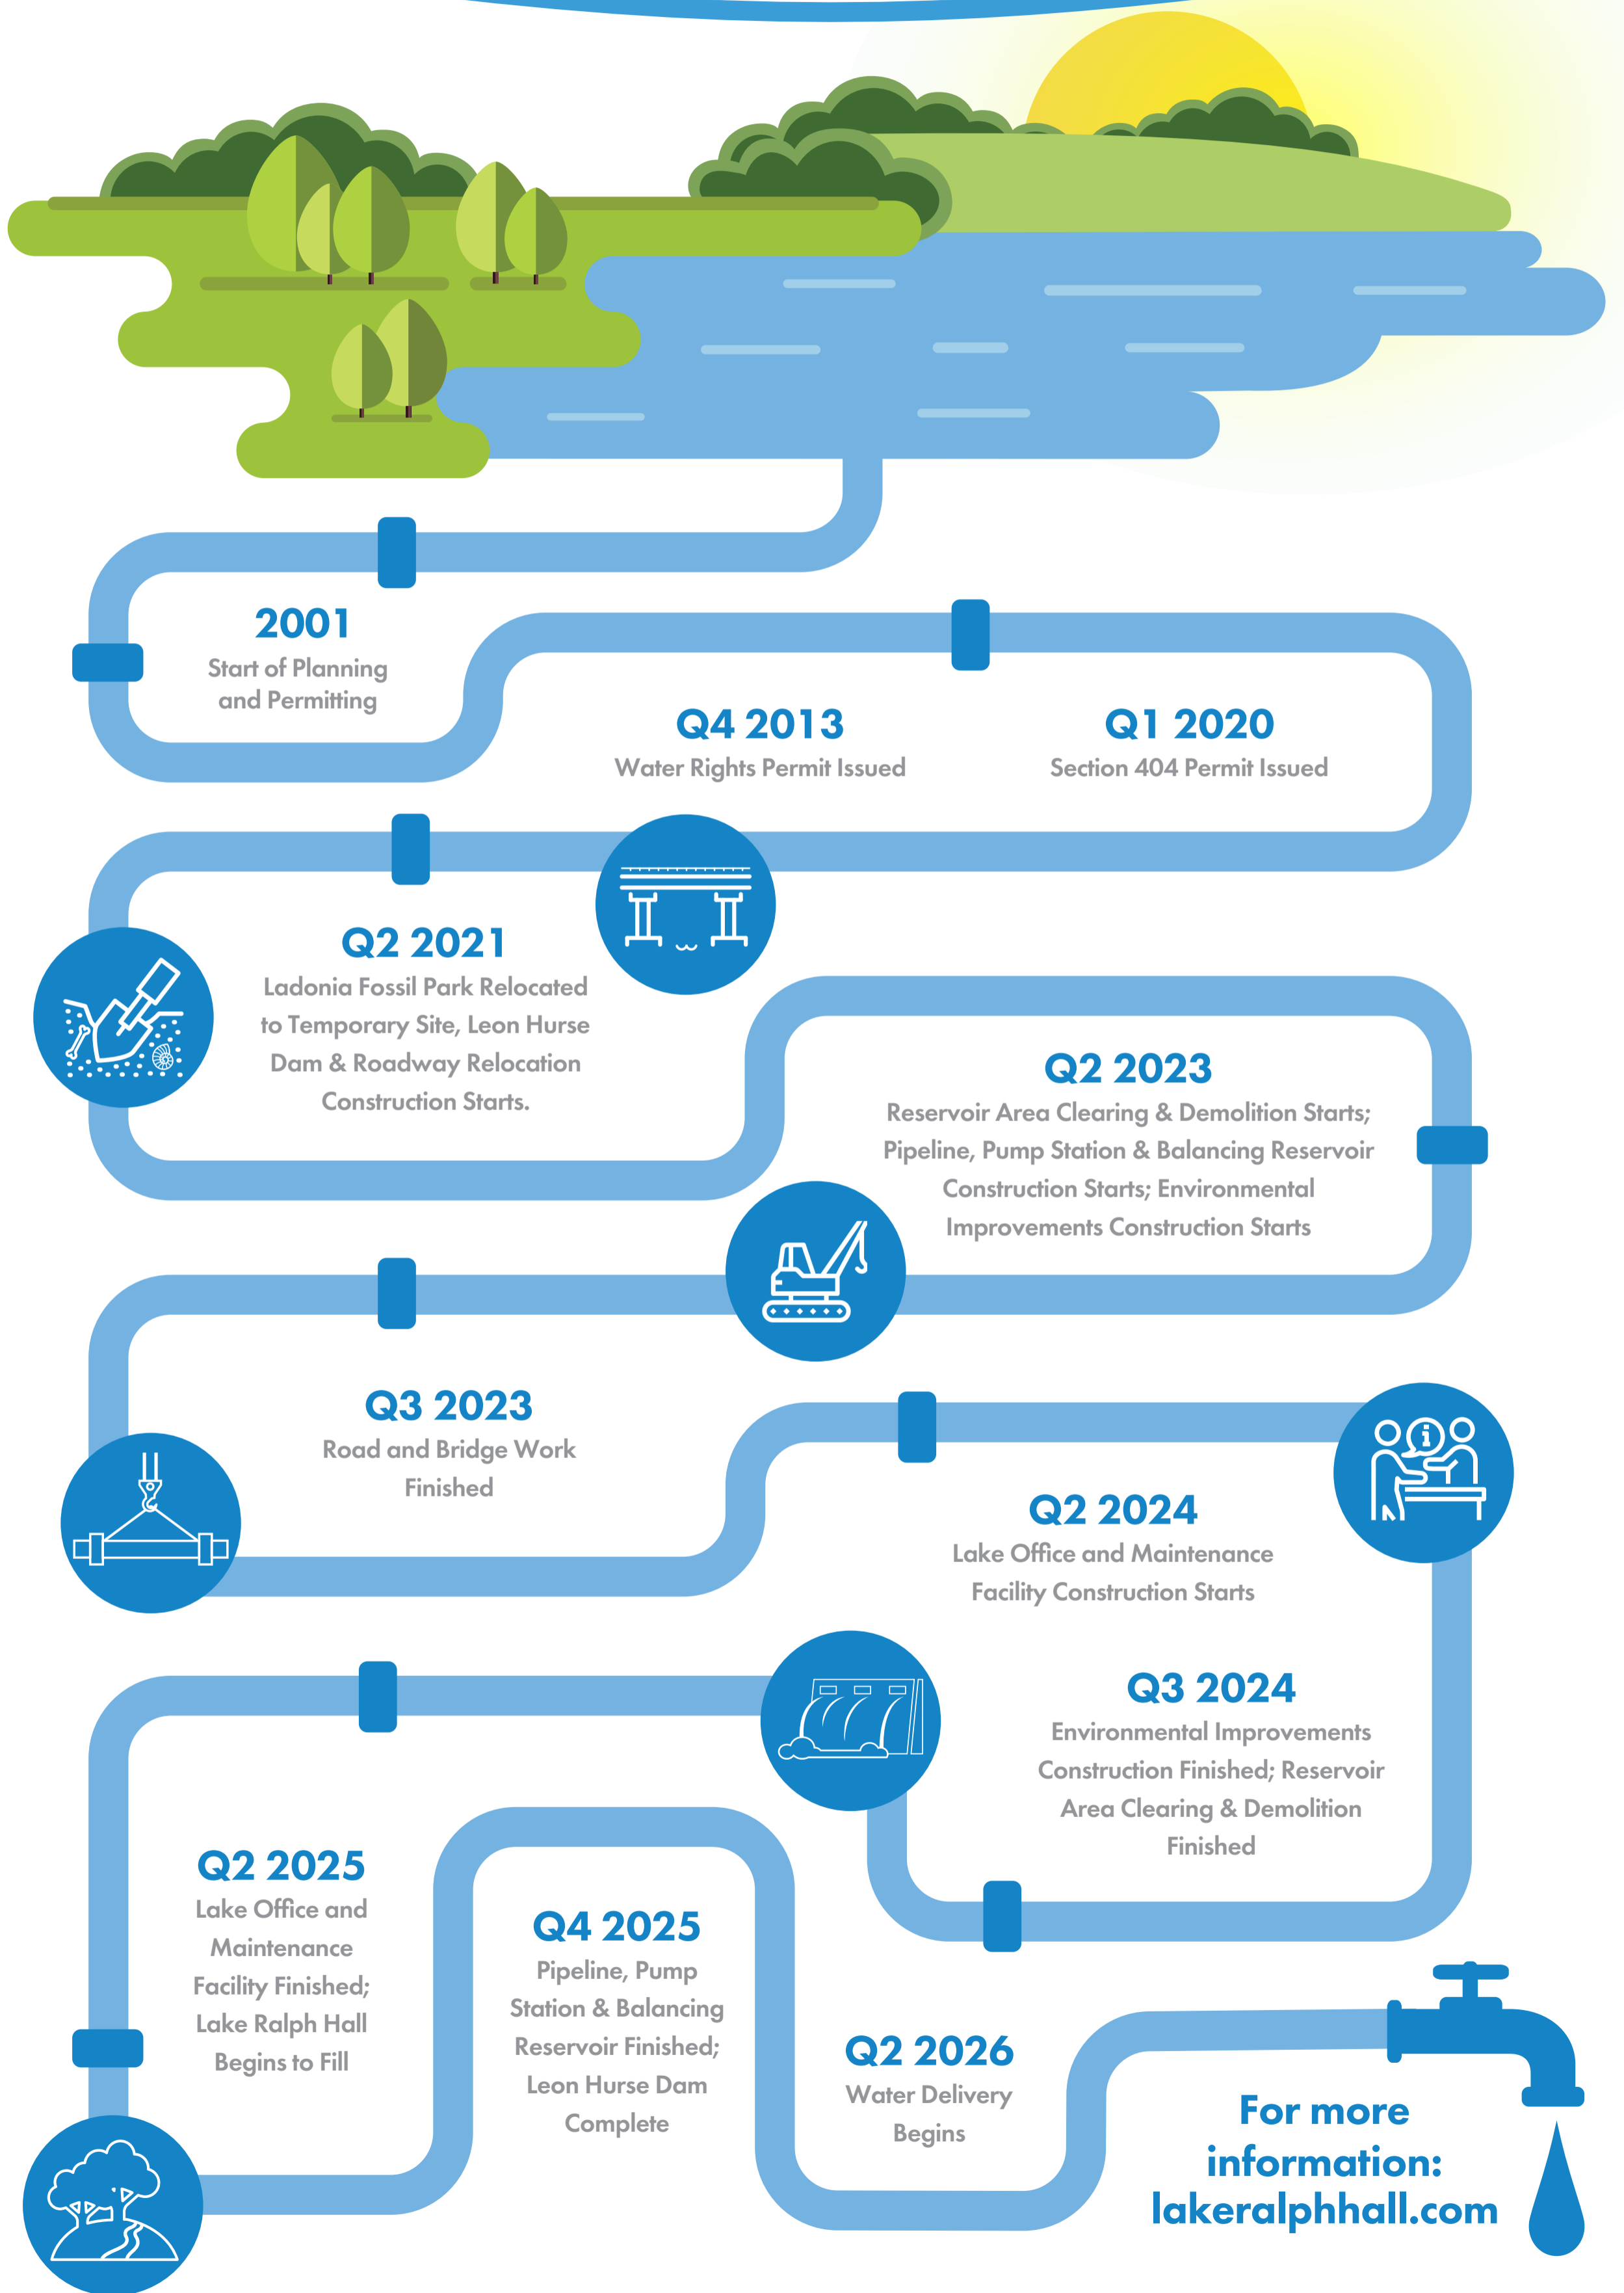 2001
Start of Planning
and Permitting
Q4 2013
Water Rights Permit Issued
Q1 2020
Section 404 Permit Issued
Q2 2021
Ladonia Fossil Park Relocated
to Temporary Site, Leon Hurse
Dam & Roadway Relocation
Construction Starts.
Q2 2023
Reservoir Area Clearing & Demolition Starts;
Pipeline, Pump Station & Balancing Reservoir
Construction Starts; Environmental
Improvements Construction Starts
Q3 2023
Road and Bridge Work
Finished
Q2 2024
Lake Office and Maintenance
Facility Construction Starts
Q3 2024
Environmental Improvements
Construction Finished; Reservoir
Area Clearing & Demolition
Finished
Q2 2025
Lake Office and
Maintenance
Facility Finished;
Lake Ralph Hall
Begins to Fill
Q4 2025
Pipeline, Pump
Station & Balancing
Reservoir Finished;
Leon Hurse Dam
Complete
Q2 2026
Water Delivery
Begins
For more
information:
lakeralphhall.com